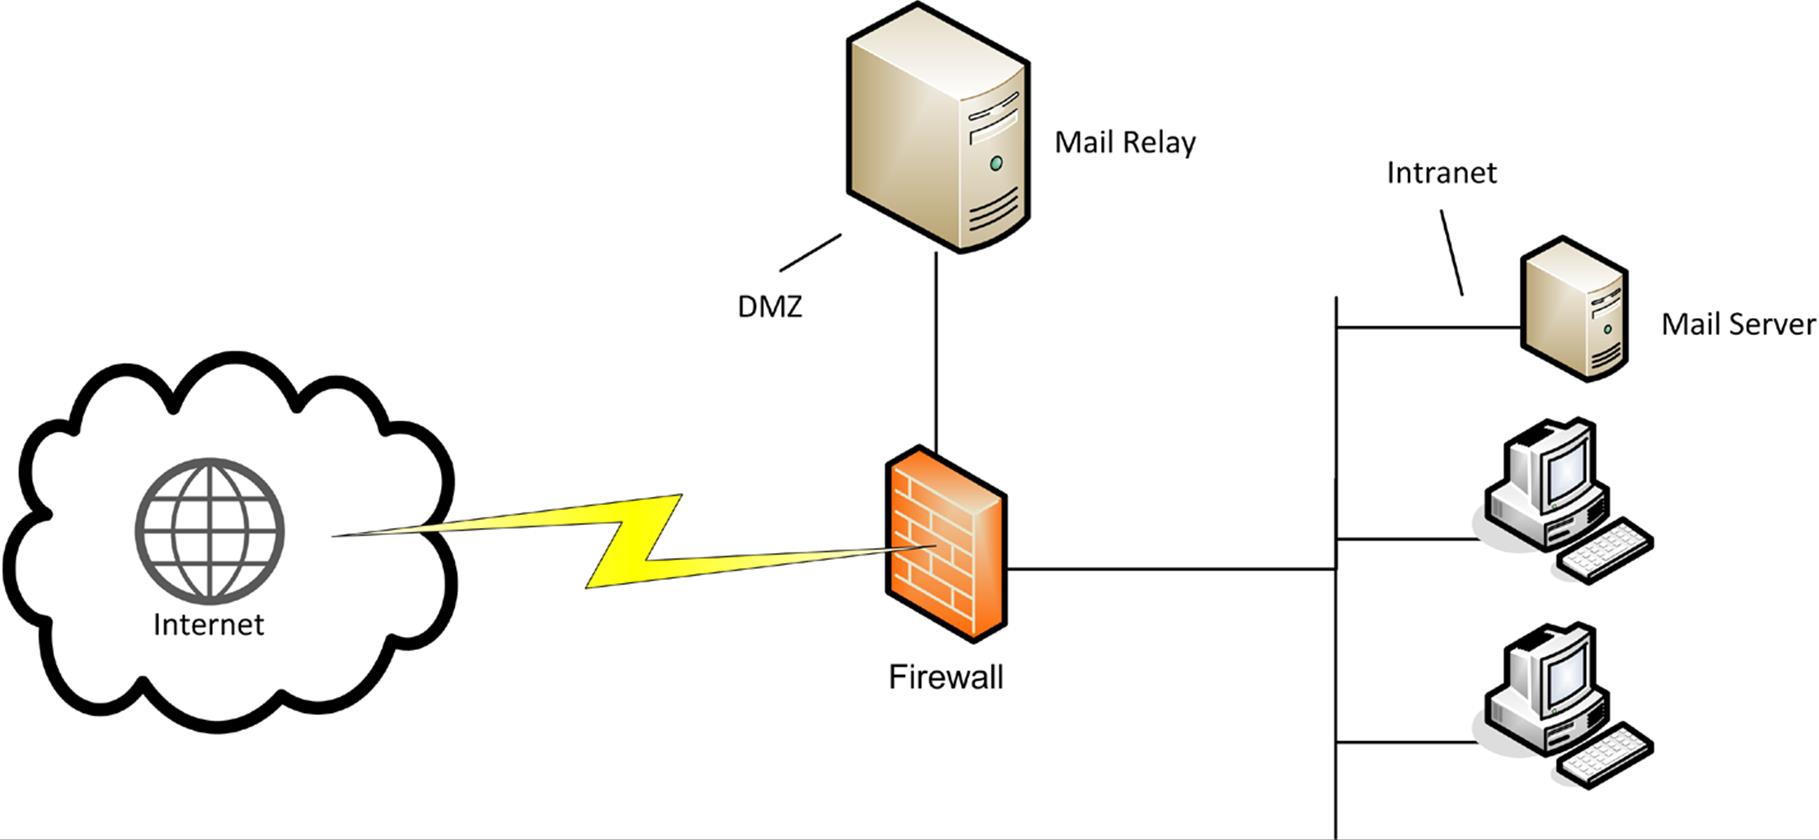 Mail Relay
Intranet
DMZ
Mail Server
Internet
Firewall